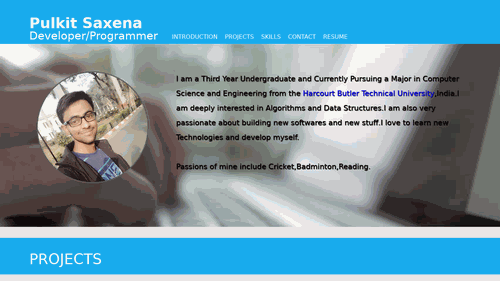 Pulkit Saxena
Developer/Programmer
INTRODUCTION PROJECTS SKILLS CONTACT RESUME
I am a Third Year Undergraduate and Currently Pursuing a Major in Computer
Science and Engineering from the Harcourt Butler Technical University,India.I
am deeply interested in Algorithms and Data Structures.I am also very
passionate about building new softwares and new stuff.I love to learn new
Technologies and develop myself.
Passions of mine include Cricket,Badminton,Reading.
PROJECTS